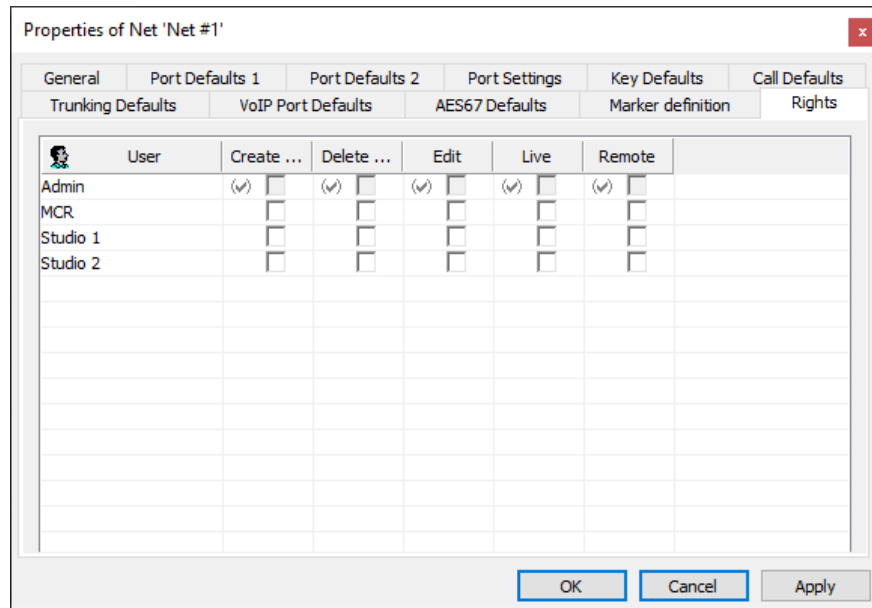 Properties of Net 'Net #1'
x
General Port Defaults 1 Port Defaults 2 Port Settings Key Defaults Call Defaults
Trunking Defaults VoIP Port Defaults AES67 Defaults Marker definition Rights
User Create ... Delete ... Edit Live Remote
Admin
MCR
Studio 1
Studio 2
OK Cancel Apply